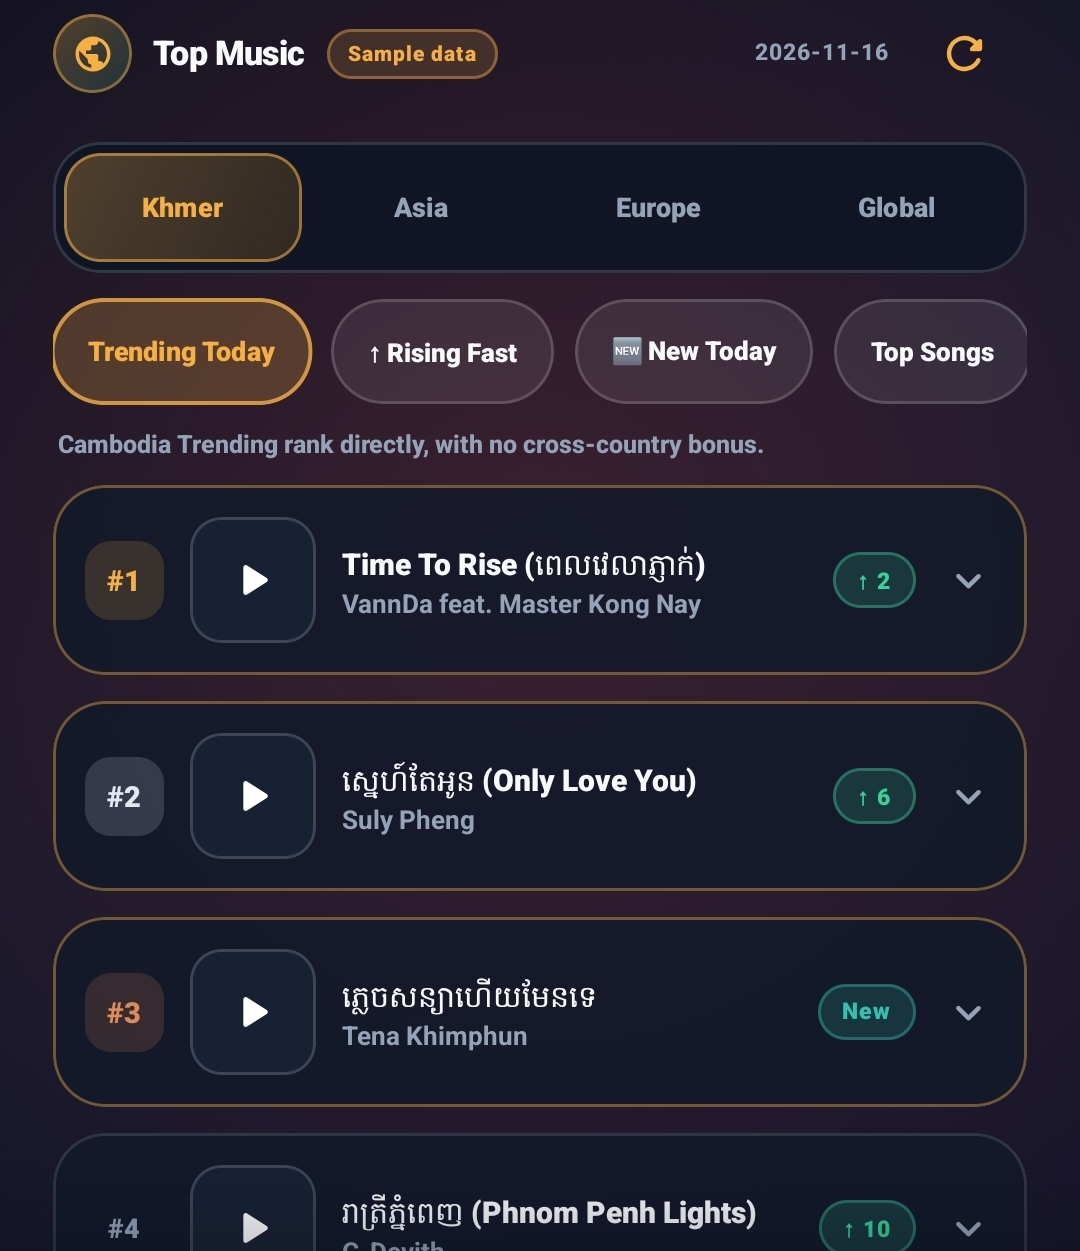 Top Music
Sample data
2026-11-16
Khmer
Asia
Europe
Global
Trending Today
↑ Rising Fast
🆕 New Today
Top Songs
Cambodia Trending rank directly, with no cross-country bonus.
#1
Time To Rise (ពេលវេលាភ្ញាក់)
VannDa feat. Master Kong Nay
↑ 2
#2
ស្នេហ៍តែអូន (Only Love You)
Suly Pheng
↑ 6
#3
ភ្លេចសន្យាហើយមែនទេ
Tena Khimphun
New
#4
រាត្រីភ្នំពេញ (Phnom Penh Lights)
G-Devith
↑ 10